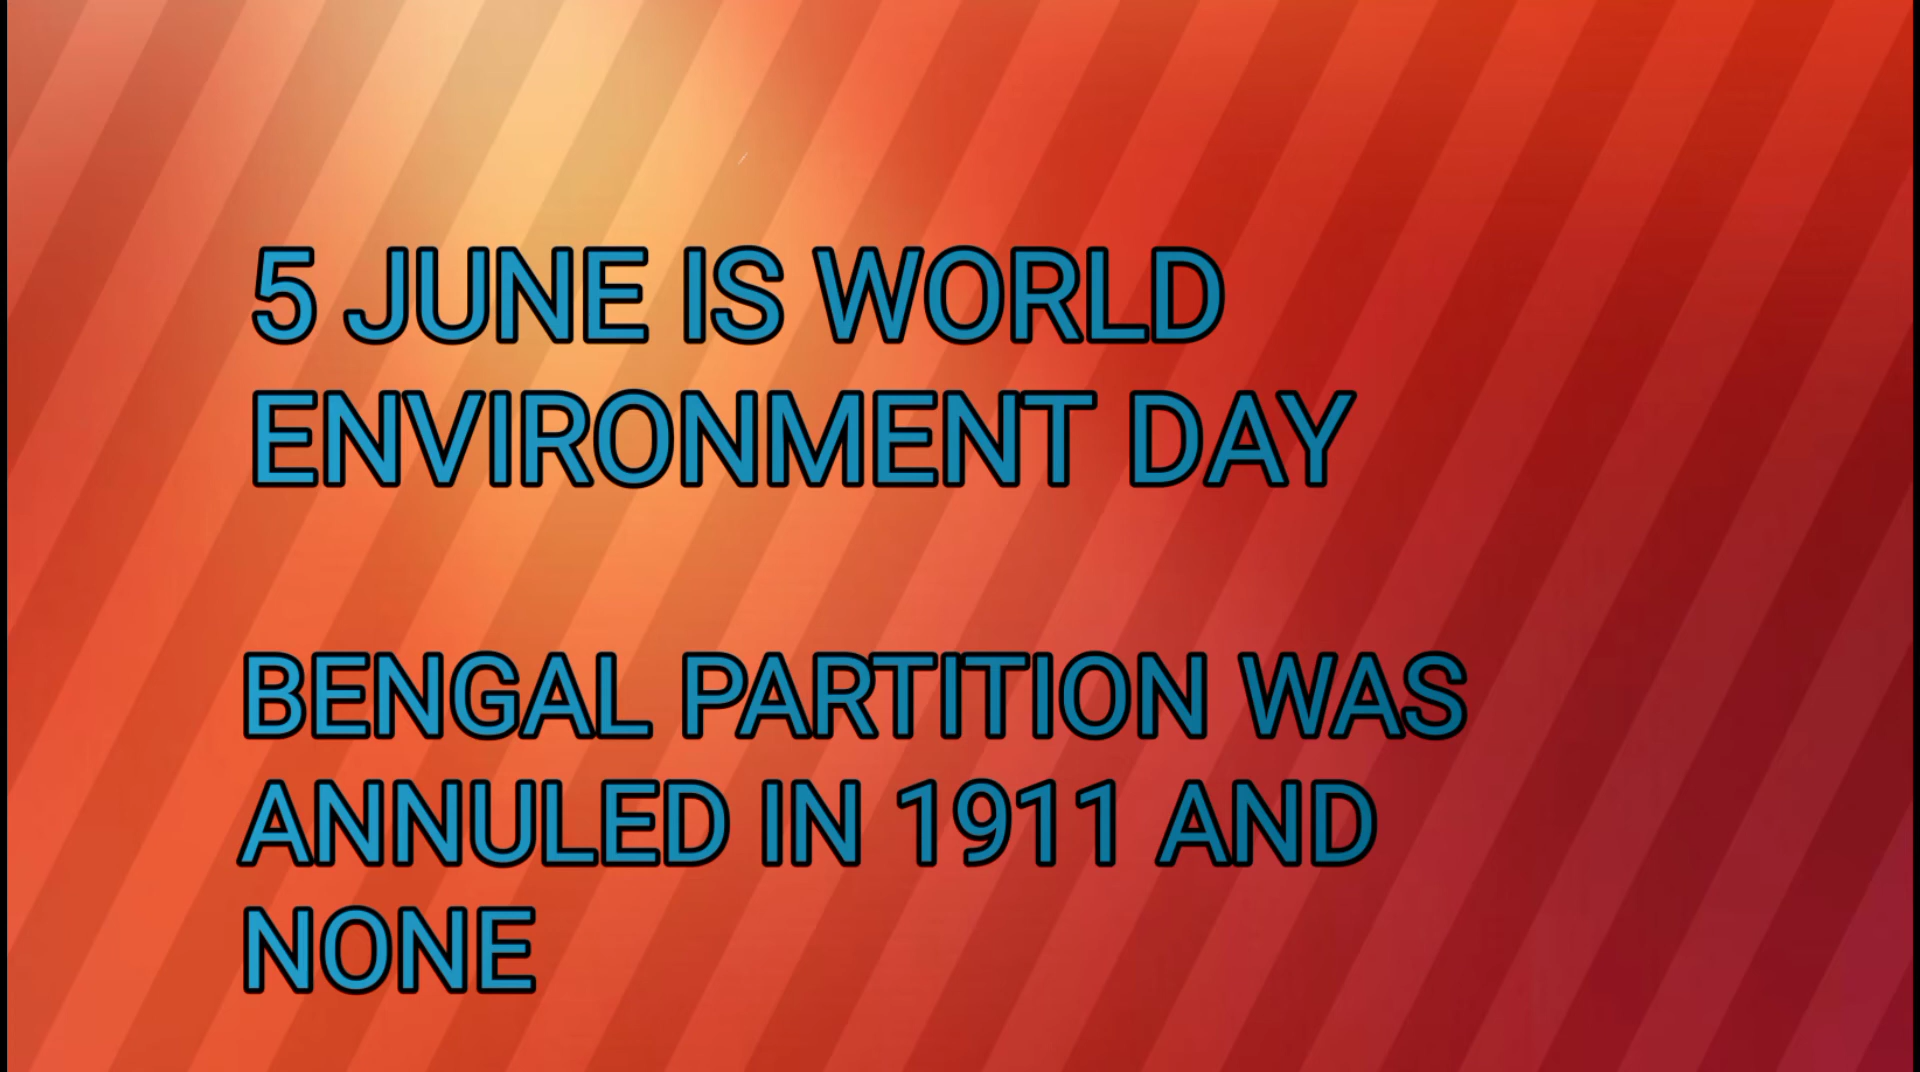 5 JUNE IS WORLD
ENVIRONMENT DAY
BENGAL PARTITION WAS
ANNULED IN 1911 AND
NONE